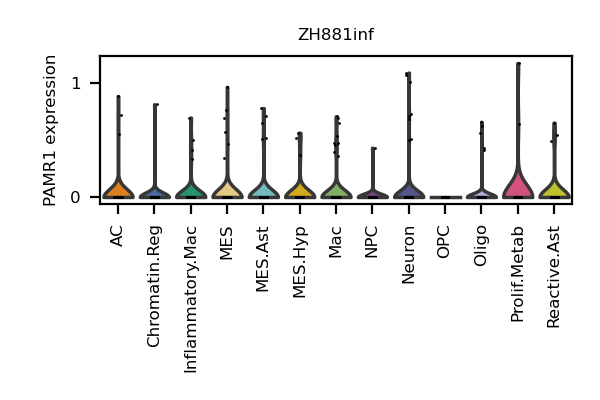 ZH881inf
PAMR1 expression
1
0
AC
Chromatin.Reg
Inflammatory.Mac
MES
MES.Ast
MES.Hyp
Mac
NPC
Neuron
OPC
Oligo
Prolif.Metab
Reactive.Ast